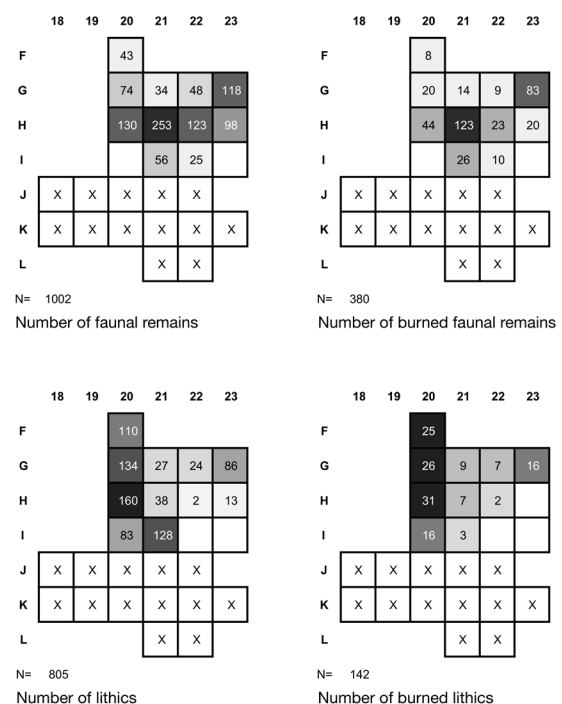 18 19 20 21 22 23
F 43
G 74 34 48 118
H 130 253 123 98
I 56 25
J X X X X X
K X X X X X X
L X X
N= 1002
Number of faunal remains
18 19 20 21 22 23
F 8
G 20 14 9 83
H 44 123 23 20
I 26 10
J X X X X X
K X X X X X X
L X X
N= 380
Number of burned faunal remains
18 19 20 21 22 23
F 110
G 134 27 24 86
H 160 38 2 13
I 83 128
J X X X X X
K X X X X X X
L X X
N= 805
Number of lithics
18 19 20 21 22 23
F 25
G 26 9 7 16
H 31 7 2
I 16 3
J X X X X X
K X X X X X X
L X X
N= 142
Number of burned lithics